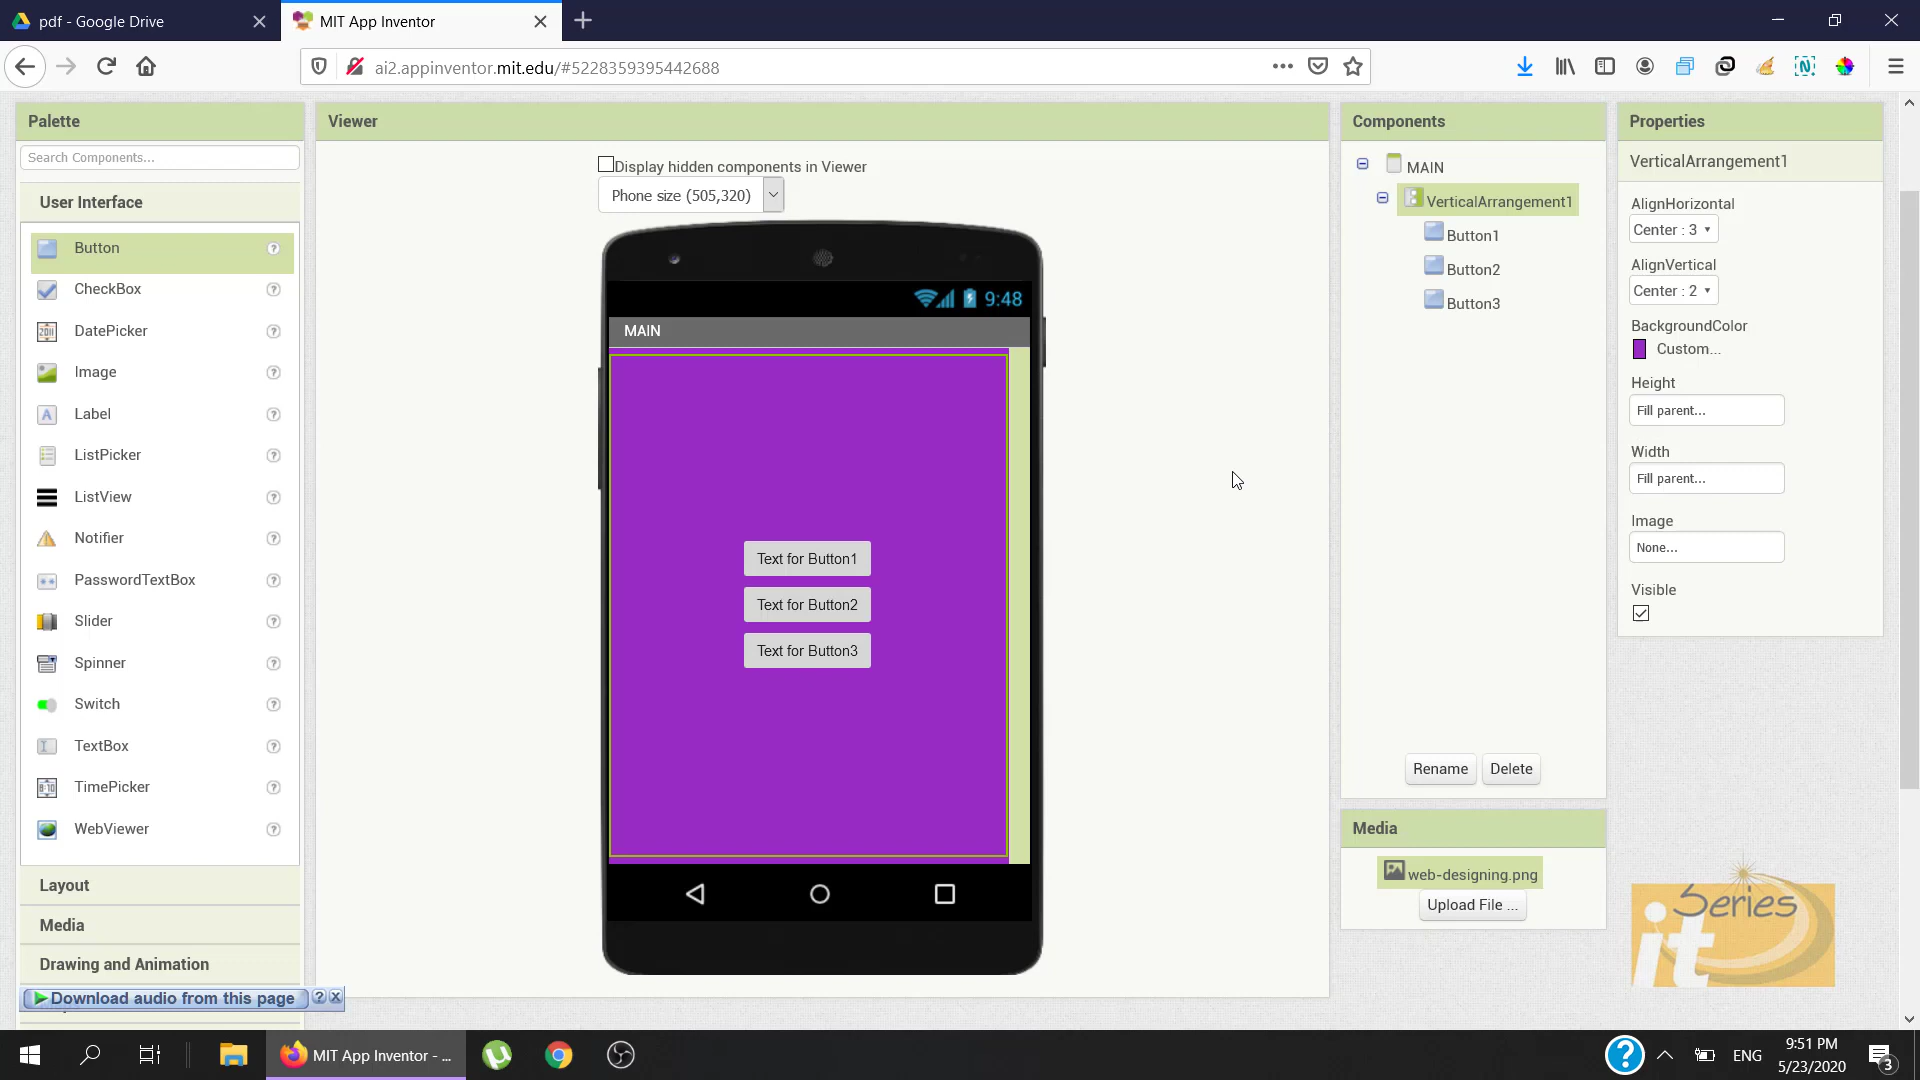 pdf - Google Drive
MIT App Inventor
ai2.appinventor.mit.edu/#5228359395442688
Palette
Search Components...
User Interface
Button
CheckBox
DatePicker
Image
Label
ListPicker
ListView
Notifier
PasswordTextBox
Slider
Spinner
Switch
TextBox
TimePicker
WebViewer
Layout
Media
Drawing and Animation
Download audio from this page
Viewer
Display hidden components in Viewer
Phone size (505,320)
9:48
MAIN
Text for Button1
Text for Button2
Text for Button3
Components
MAIN
VerticalArrangement1
Button1
Button2
Button3
Rename Delete
Media
web-designing.png
Upload File ...
Properties
VerticalArrangement1
AlignHorizontal
Center : 3
AlignVertical
Center : 2
BackgroundColor
Custom...
Height
Fill parent...
Width
Fill parent...
Image
None...
Visible
it Series
MIT App Inventor - ...
ENG
9:51 PM
5/23/2020
3